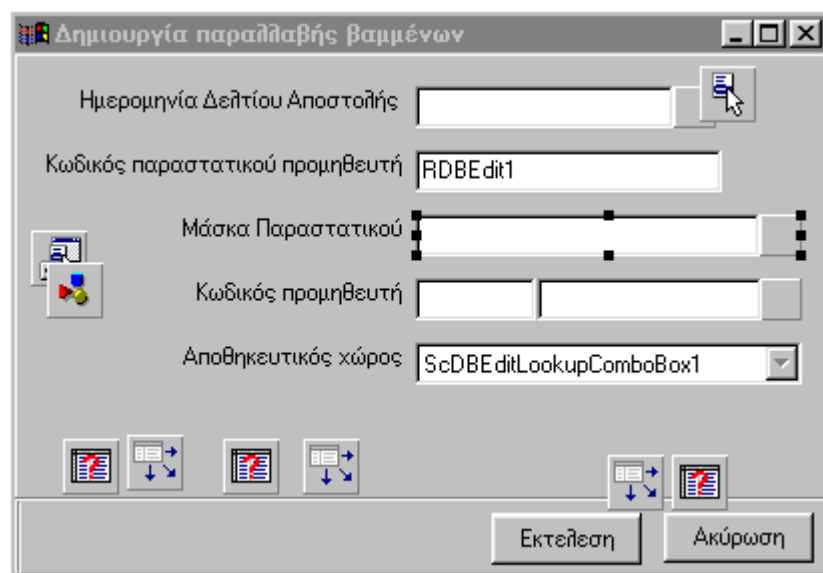 Δημιουργία παραλλαβής βαμμένων
Ημερομηνία Δελτίου Αποστολής
Κωδικός παραστατικού προμηθευτή RDBEdit1
Μάσκα Παραστατικού
Κωδικός προμηθευτή
Αποθηκευτικός χώρος ScDBEditLookupComboBox1
Εκτελεση Ακύρωση